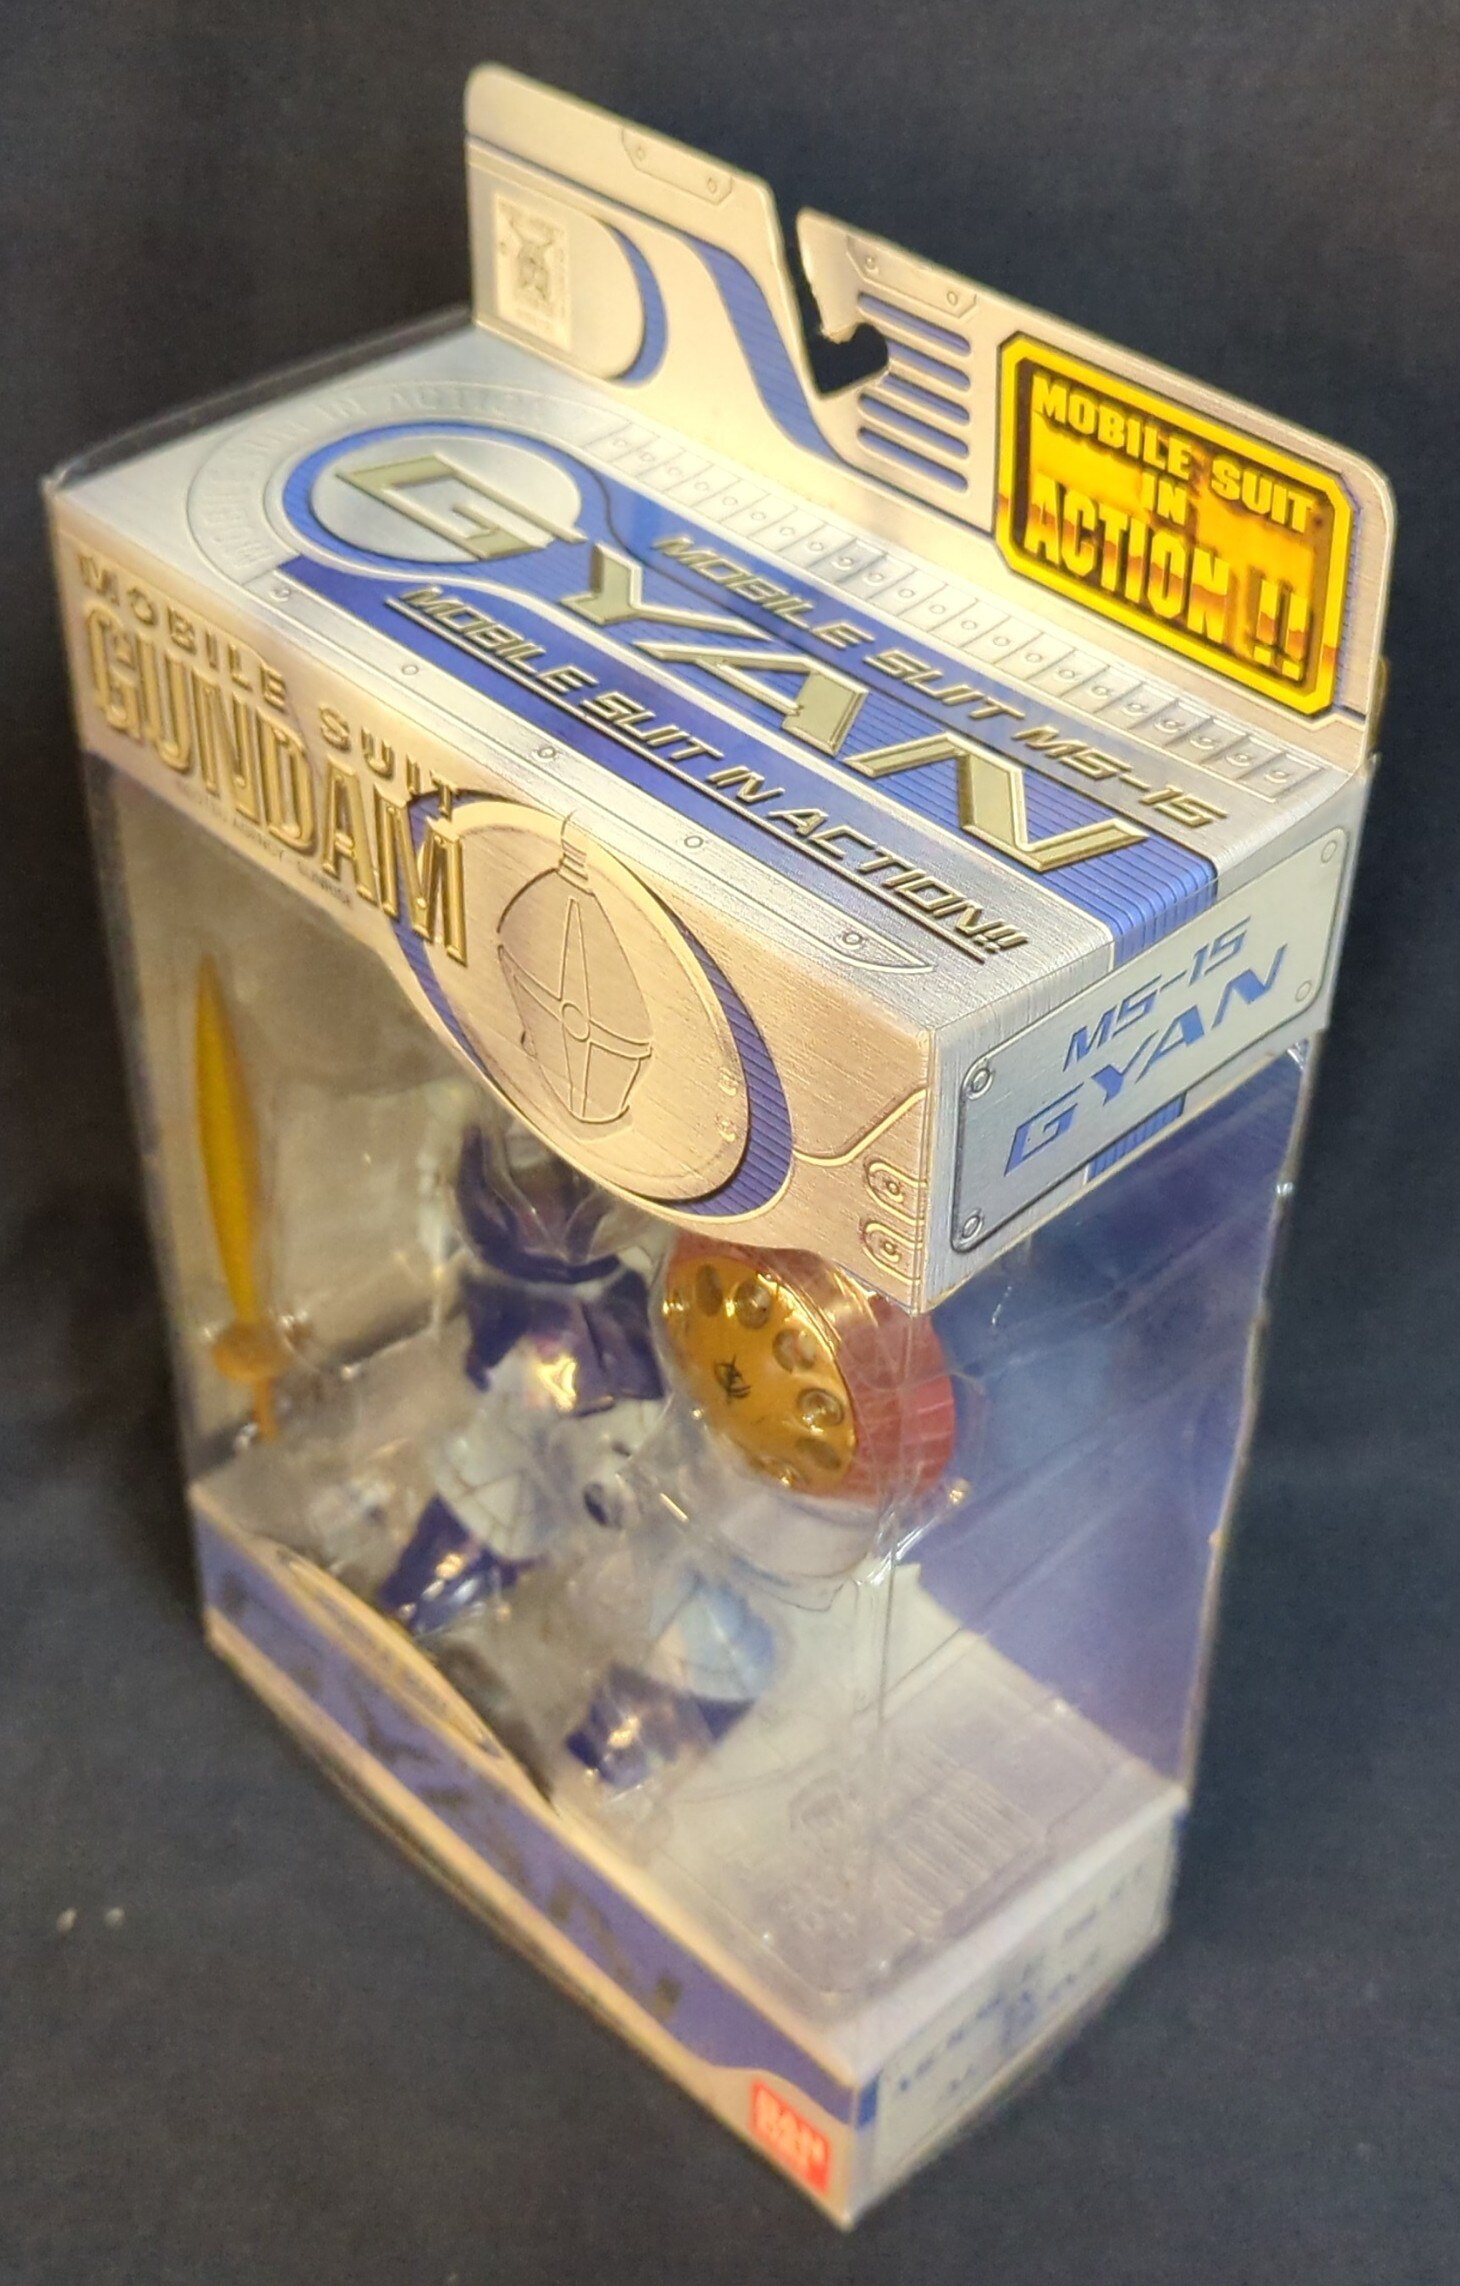 MOBILE SUIT
IN
ACTION!!
GYAN
MOBILE SUIT MS-15
MOBILE SUIT IN ACTION!!
MOBILE SUIT
GUNDAM
MS-15
GYAN
GYAN
BAN